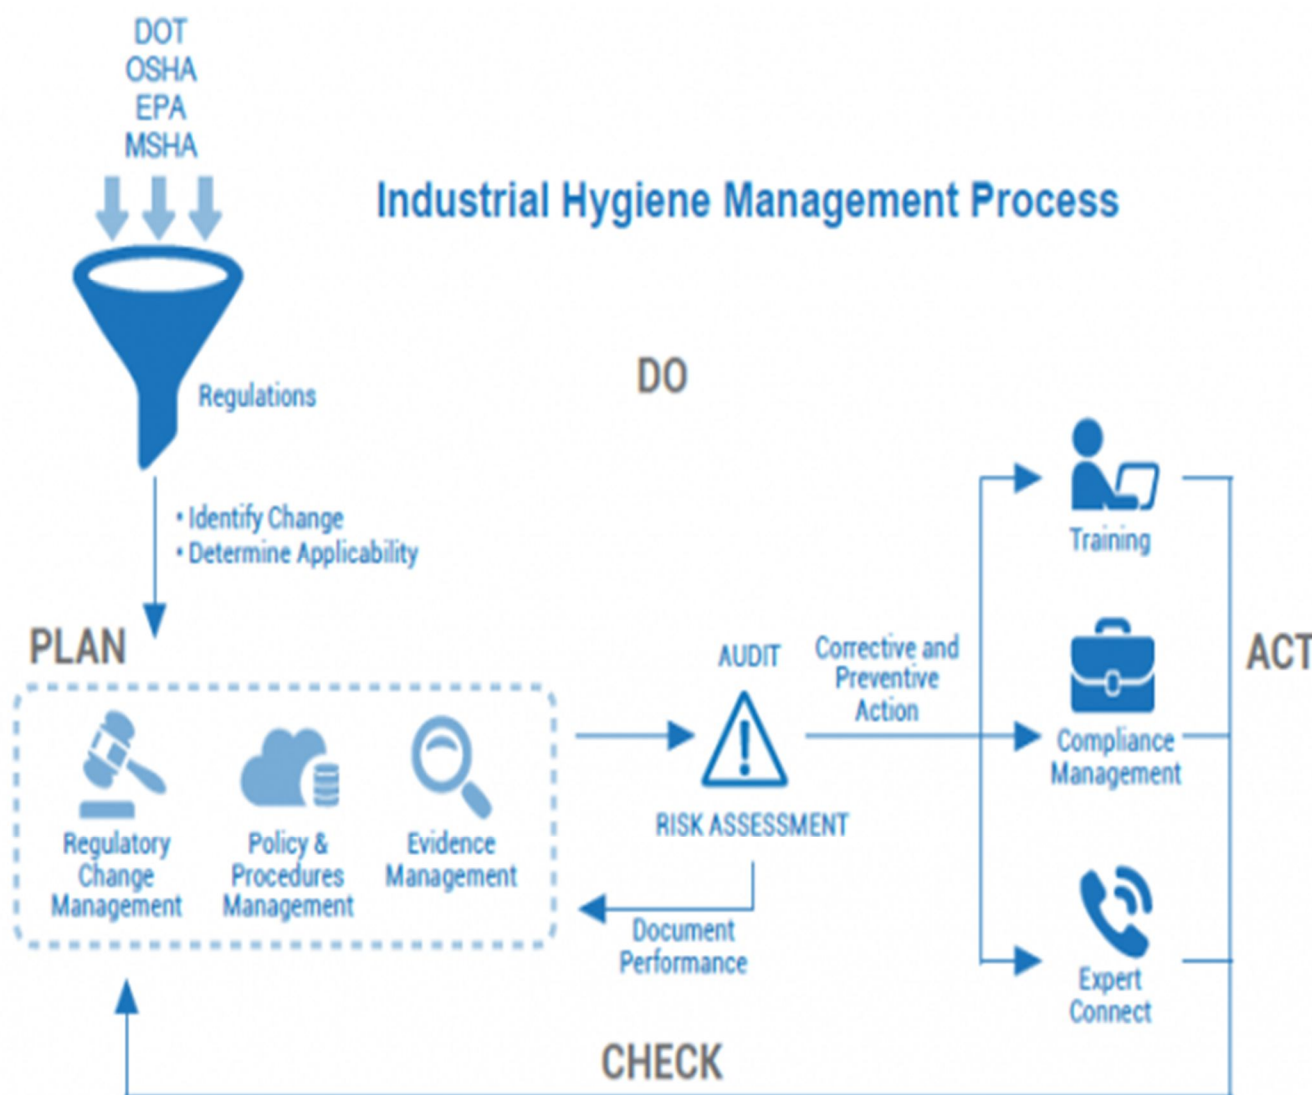 DOT
OSHA
EPA
MSHA
Industrial Hygiene Management Process
Regulations
DO
• Identify Change
• Determine Applicability
PLAN
Regulatory
Change
Management
Policy &
Procedures
Management
Evidence
Management
AUDIT
RISK ASSESSMENT
Document
Performance
Corrective and
Preventive
Action
Training
Compliance
Management
Expert
Connect
ACT
CHECK